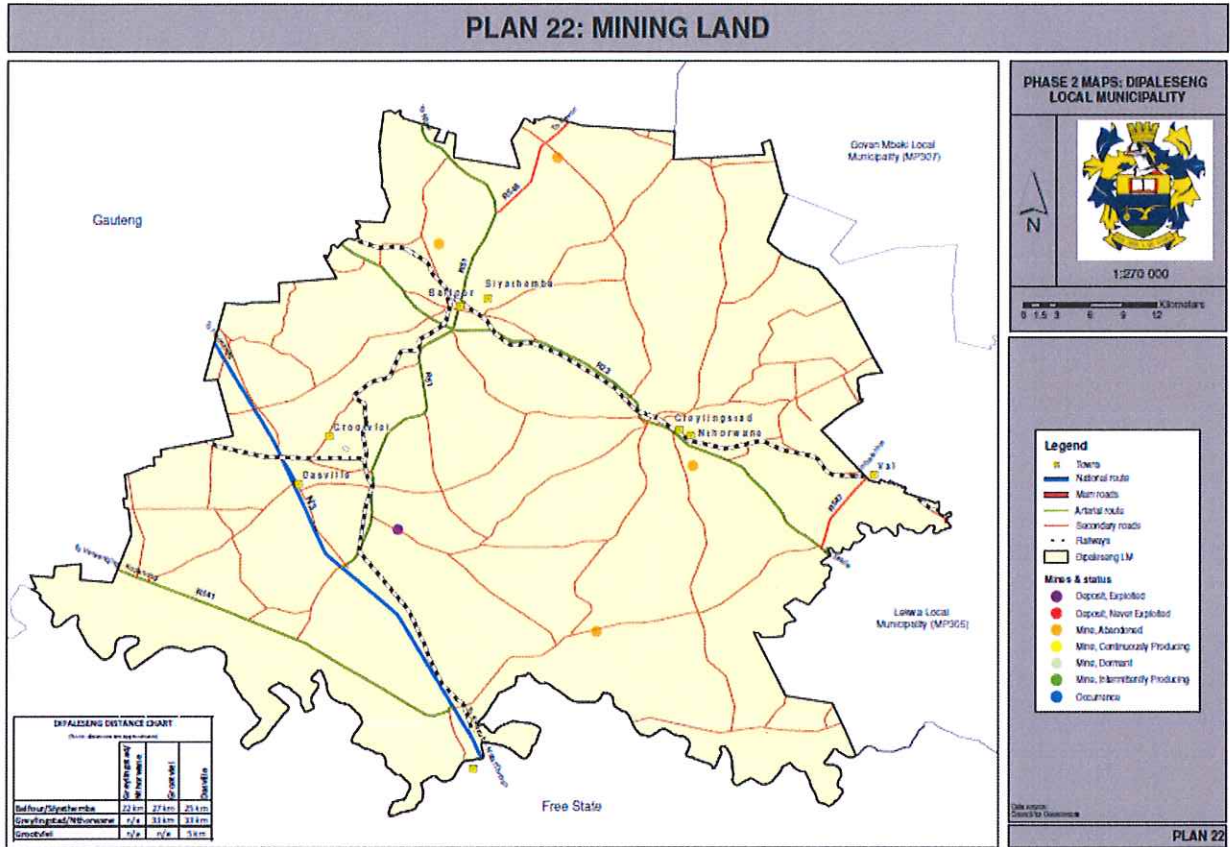 PLAN 22: MINING LAND
PHASE 2 MAPS: DIPALESENG
LOCAL MUNICIPALITY
N
1:270 000
Kilometers
0 1.5 3 6 9 12
Legend
Towns
National route
Main roads
Arterial route
Secondary roads
Railways
Dipaleseng LM
Mines & status
Deposit, Exploited
Deposit, Never Exploited
Mine, Abandoned
Mine, Continuously Producing
Mine, Dormant
Mine, Intermittently Producing
Occurrence
PLAN 22
Gauteng
Govan Mbeki Local
Municipality (MP307)
R548
R51
Siyathemba
Balfour
R23
R51
Grootvlei
Greylingstad
Nthorwane
Val
R547
Dasville
N3
Lekwa Local
Municipality (MP305)
Free State
DIPALESENG DISTANCE CHART
Greylingstad/
Nthorwane
Grootvlei
Dasville
Balfour/Siyathemba 22 km 27 km 25 km
Greylingstad/Nthorwane n/a 33 km 33 km
Grootvlei n/a n/a 5 km